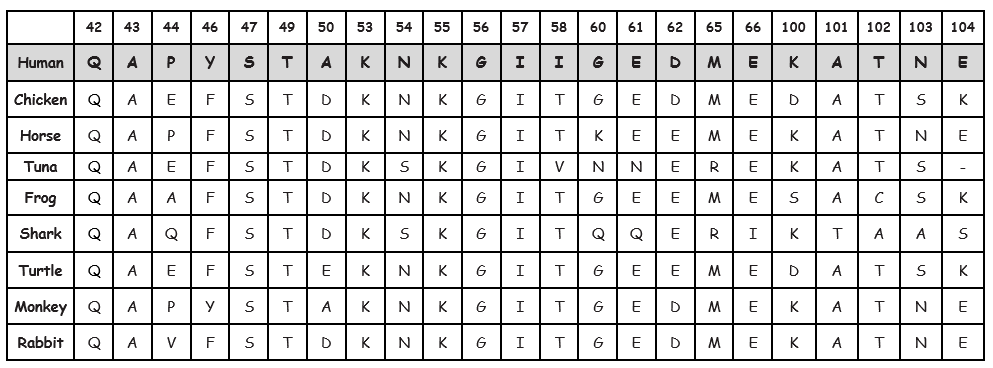 42 43 44 46 47 49 50 53 54 55 56 57 58 60 61 62 65 66 100 101 102 103 104
Human Q A P Y S T A K N K G I I G E D M E K A T N E
Chicken Q A E F S T D K N K G I T G E D M E D A T S K
Horse Q A P F S T D K N K G I T K E E M E K A T N E
Tuna Q A E F S T D K S K G I V N N E R E K A T S -
Frog Q A A F S T D K N K G I T G E E M E S A C S K
Shark Q A Q F S T D K S K G I T Q Q E R I K T A A S
Turtle Q A E F S T E K N K G I T G E E M E D A T S K
Monkey Q A P Y S T A K N K G I T G E D M E K A T N E
Rabbit Q A V F S T D K N K G I T G E D M E K A T N E